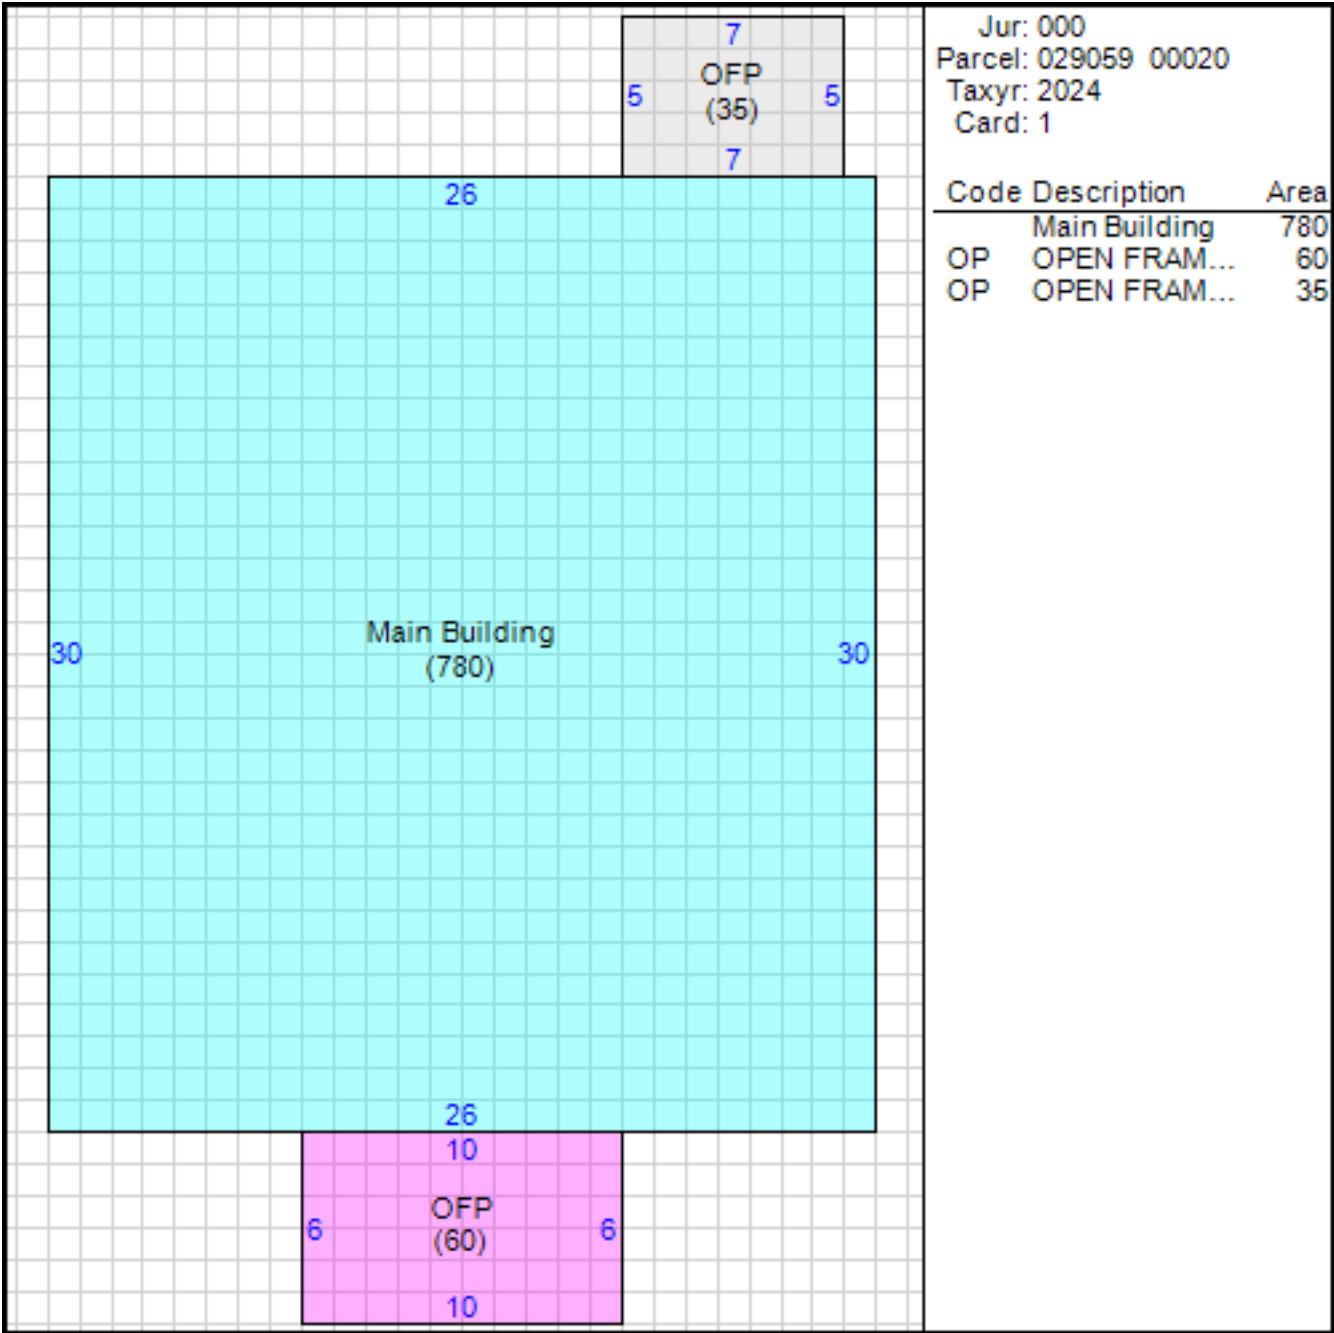 7
OFP
5
5
(35)
7
26
30
Main Building
30
(780)
26
10
OFP
6
6
(60)
10
Jur: 000
Parcel: 029059 00020
Taxyr: 2024
Card: 1
Code Description Area
Main Building 780
OP OPEN FRAM... 60
OP OPEN FRAM... 35